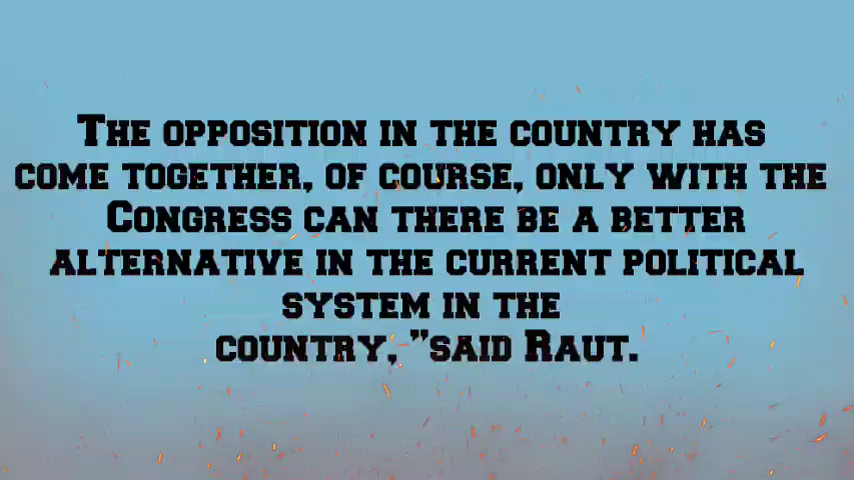 The opposition in the country has
come together, of course, only with the
Congress can there be a better
alternative in the current political
system in the
country, "said Raut.